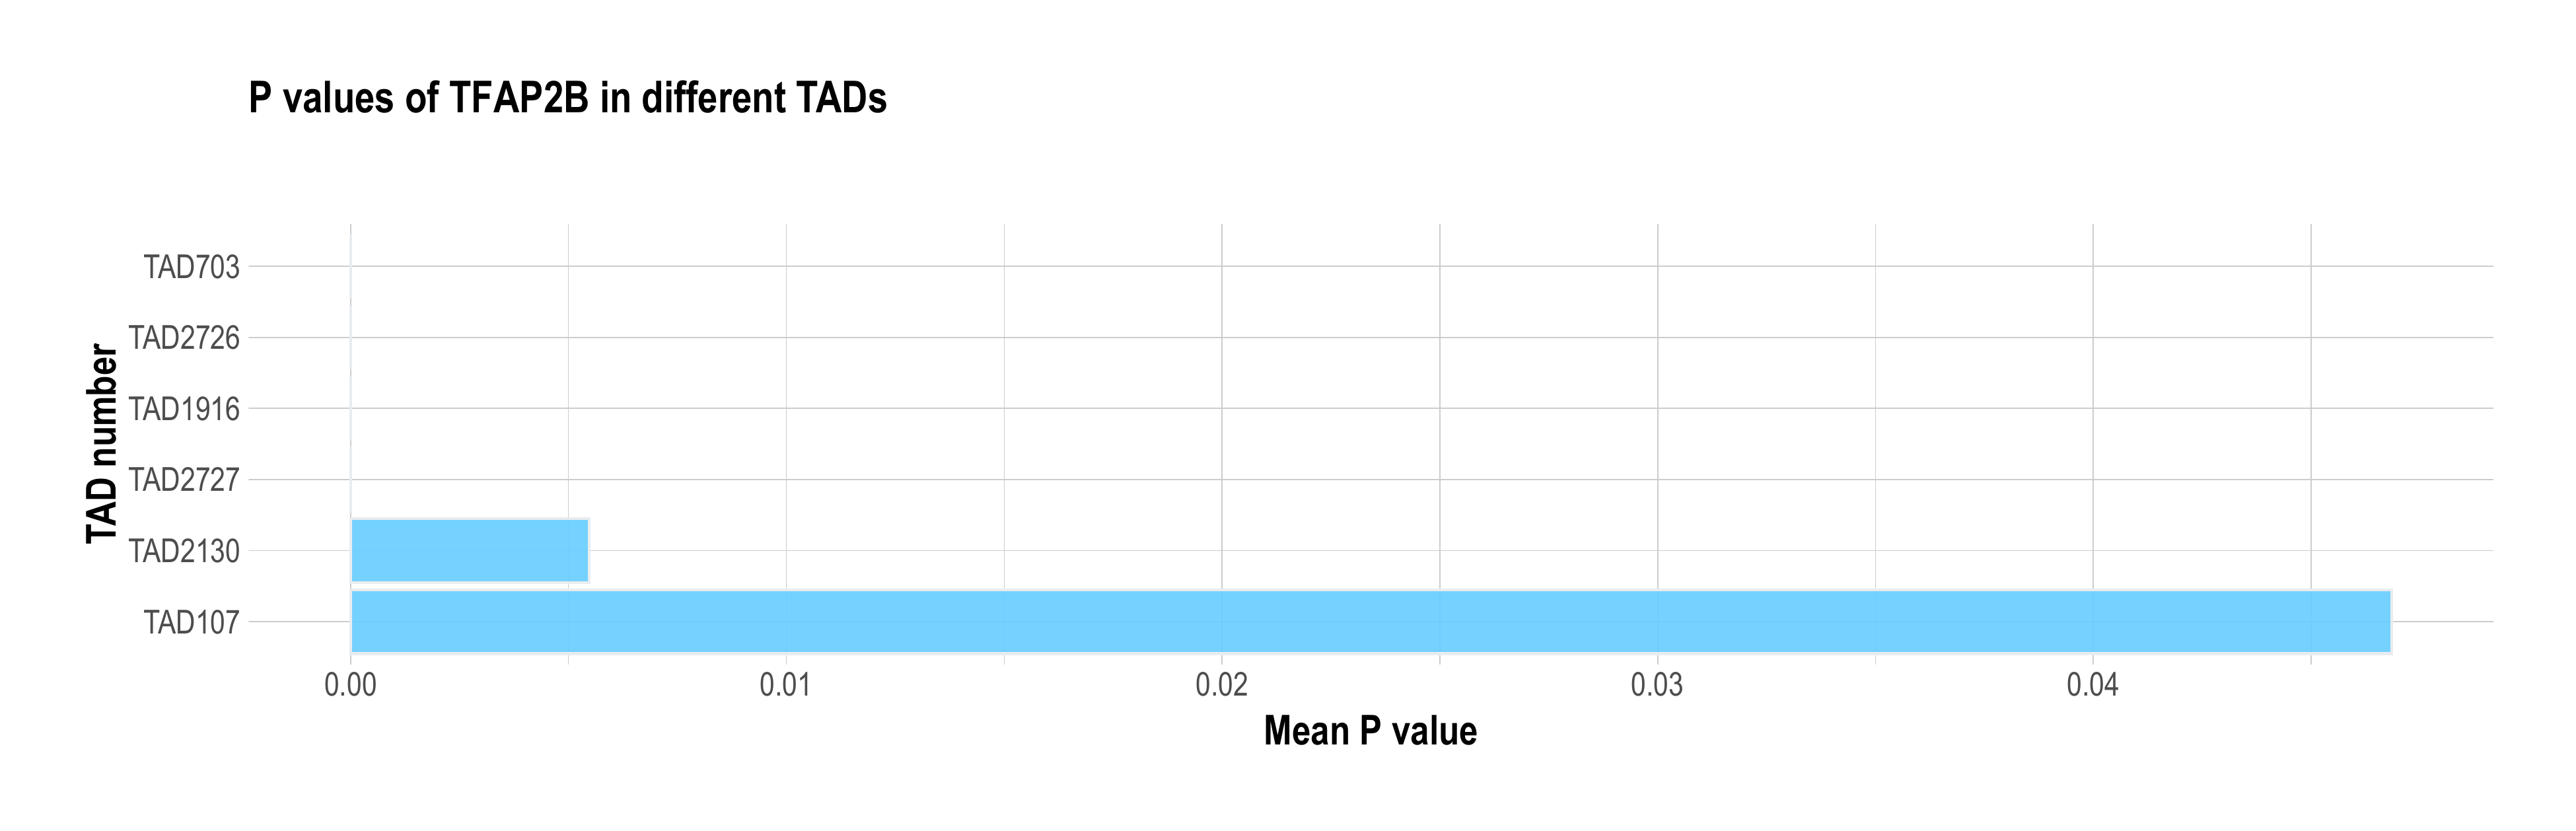 P values of TFAP2B in different TADs
TAD number
TAD703
TAD2726
TAD1916
TAD2727
TAD2130
TAD107
0.00 0.01 0.02 0.03 0.04
Mean P value